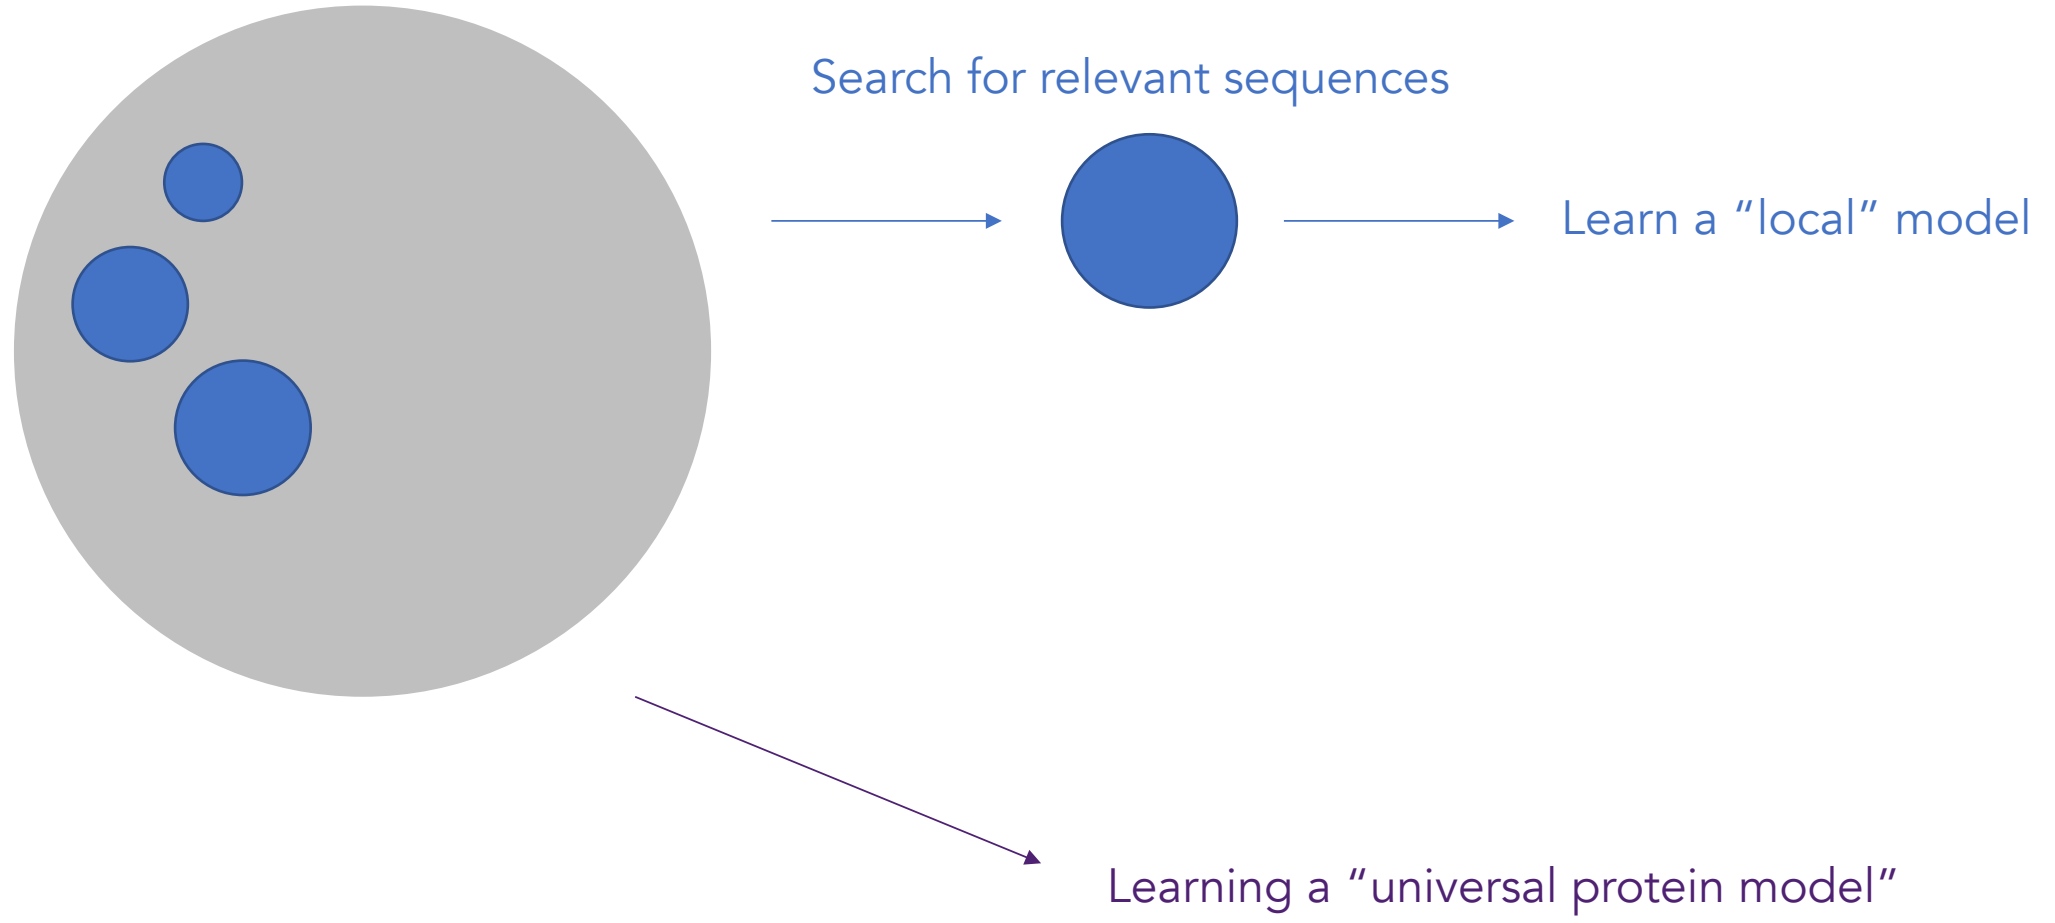 Search for relevant sequences
Learn a “local” model
Learning a “universal protein model”